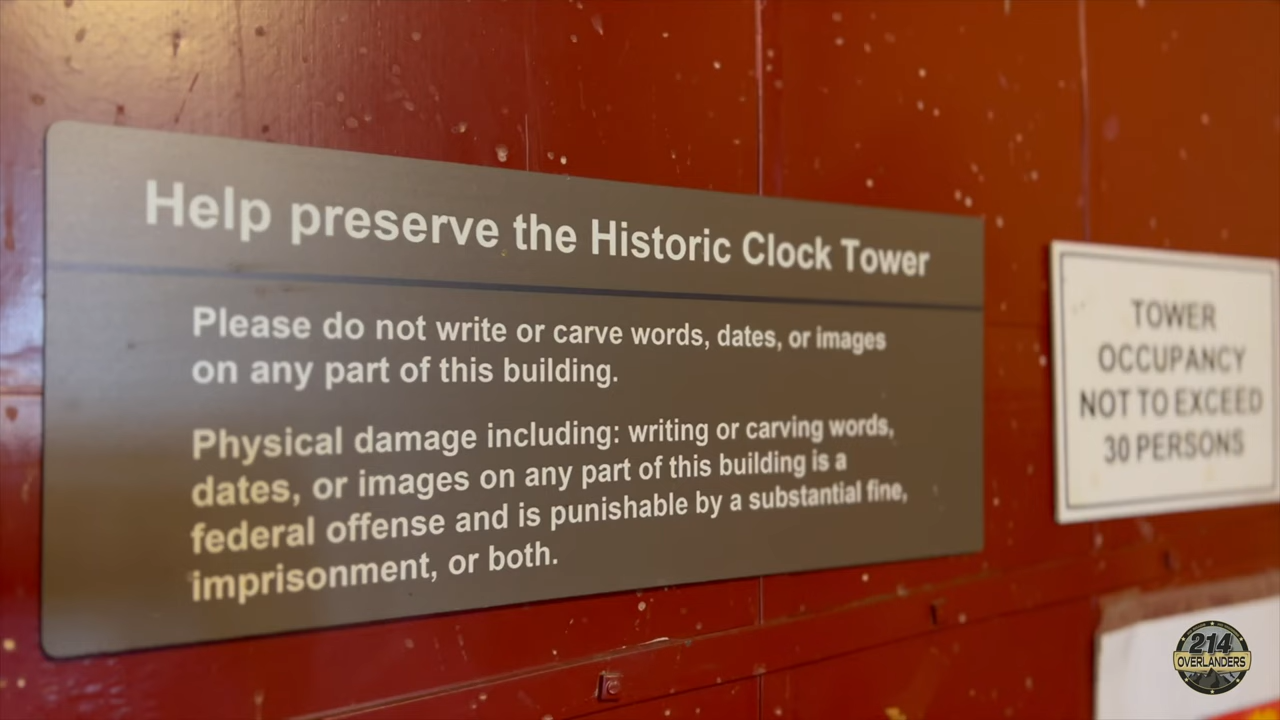 Help preserve the Historic Clock Tower
Please do not write or carve words, dates, or images
on any part of this building.
Physical damage including: writing or carving words,
dates, or images on any part of this building is a
federal offense and is punishable by a substantial fine,
imprisonment, or both.
TOWER
OCCUPANCY
NOT TO EXCEED
30 PERSONS
214
OVERLANDERS